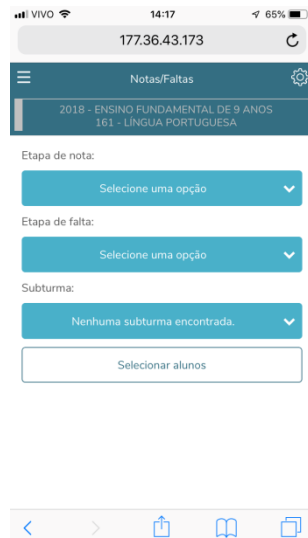 VIVO 14:17 65%
177.36.43.173
Notas/Faltas
2018 - ENSINO FUNDAMENTAL DE 9 ANOS
161 - LÍNGUA PORTUGUESA
Etapa de nota:
Selecione uma opção
Etapa de falta:
Selecione uma opção
Subturma:
Nenhuma subturma encontrada.
Selecionar alunos